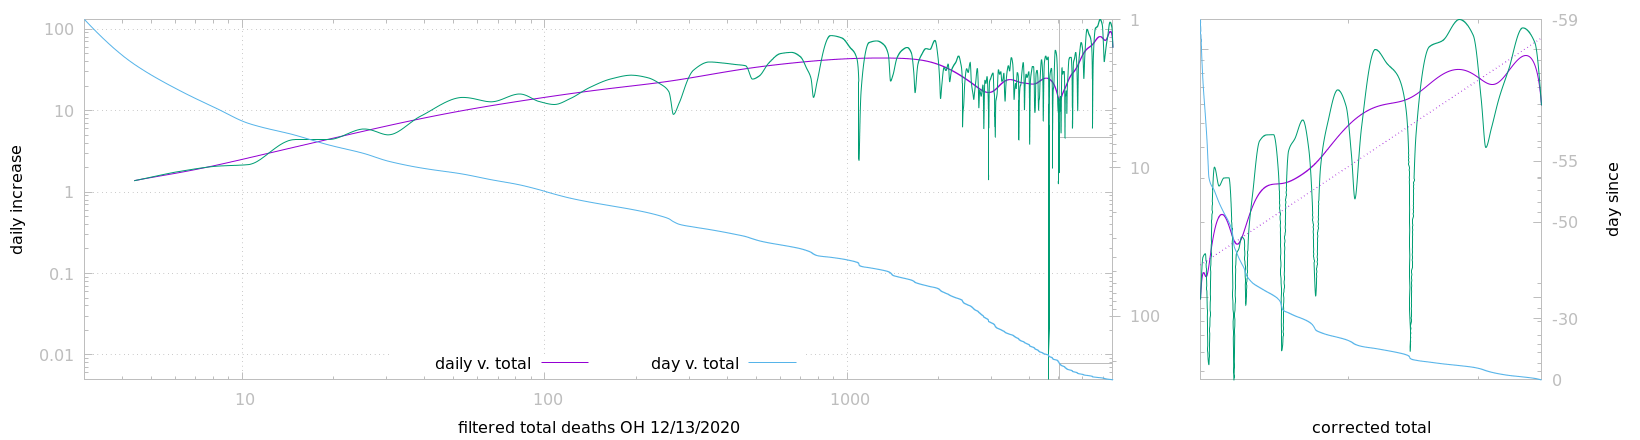 100
10
1
0.1
0.01
daily increase
daily v. total
day v. total
10
100
1000
filtered total deaths OH 12/13/2020
1
10
100
-59
-55
-50
-30
0
day since
corrected total